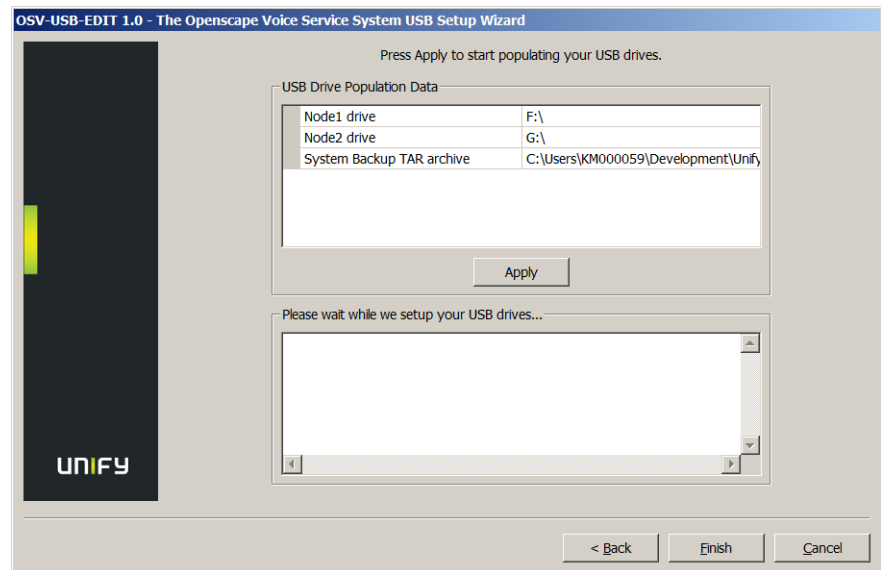 OSV-USB-EDIT 1.0 - The Openscape Voice Service System USB Setup Wizard
Press Apply to start populating your USB drives.
USB Drive Population Data
Node1 drive F:\
Node2 drive G:\
System Backup TAR archive C:\Users\KM000059\Development\Unify
Apply
Please wait while we setup your USB drives...
UNIFY
< Back Finish Cancel